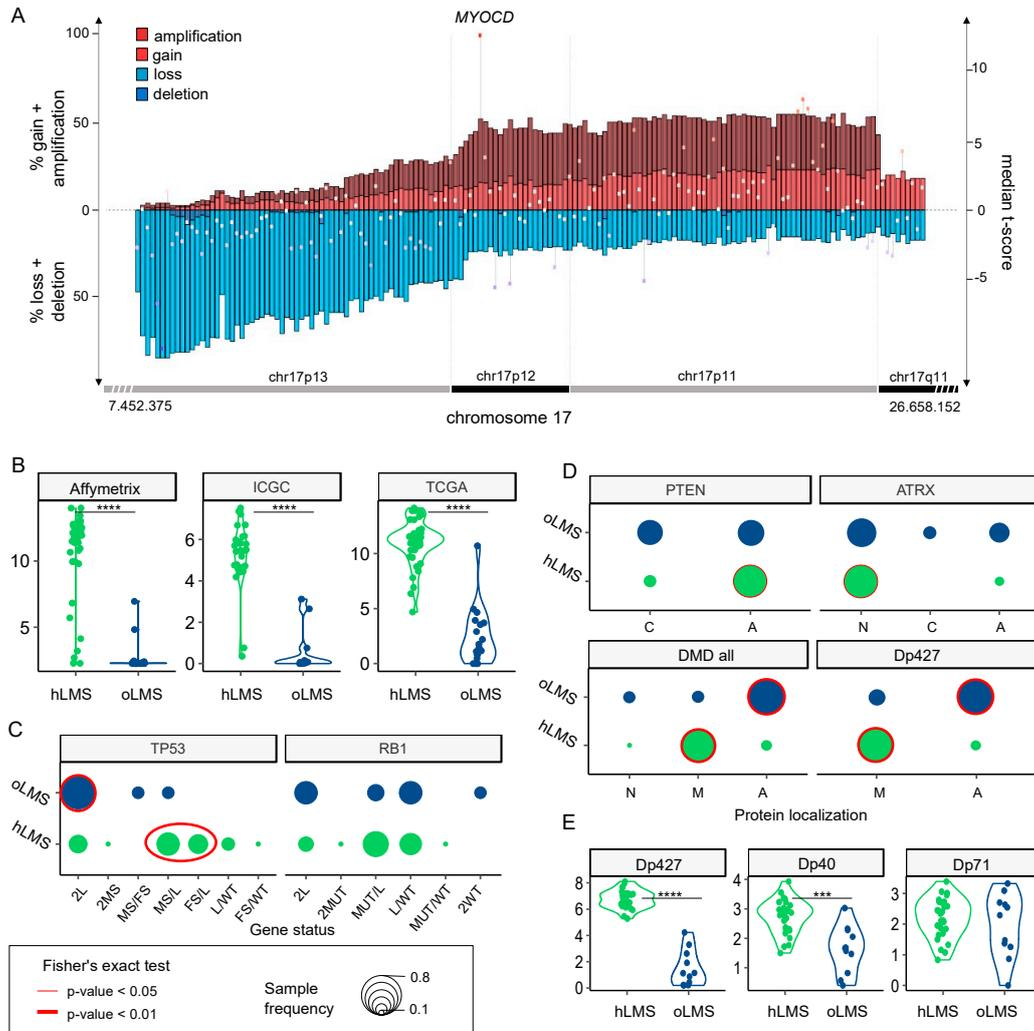 A
MYOCD
amplification
gain
loss
deletion
100
50
0
50
% gain +
amplification
% loss +
deletion
10
5
0
-5
median t-score
chr17p13
chr17p12
chr17p11
chr17q11
7.452.375
chromosome 17
26.658.152
B
Affymetrix
ICGC
TCGA
****
****
****
10
5
6
4
2
0
10
5
0
hLMS
oLMS
hLMS
oLMS
hLMS
oLMS
C
TP53
RB1
oLMS
hLMS
2L
2MS
MS/FS
MS/L
FS/L
L/WT
FS/WT
2L
2MUT
MUT/L
L/WT
MUT/WT
2WT
Gene status
Fisher's exact test
p-value < 0.05
p-value < 0.01
Sample
frequency
0.8
0.1
D
PTEN
ATRX
oLMS
hLMS
C
A
N
C
A
DMD all
Dp427
oLMS
hLMS
N
M
A
M
A
Protein localization
E
Dp427
Dp40
Dp71
****
***
8
6
4
2
0
4
3
2
1
3
2
1
0
hLMS
oLMS
hLMS
oLMS
hLMS
oLMS